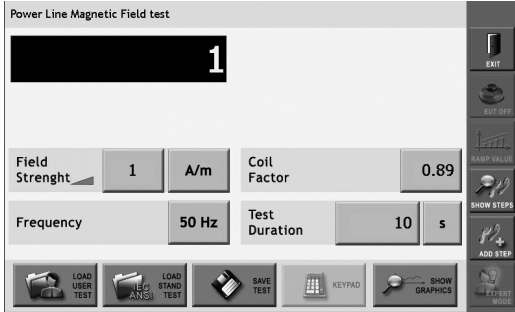 Power Line Magnetic Field test
1
EXIT
EUT OFF
RAMP VALUE
Field
Strenght
1
A/m
Coil
Factor
0.89
SHOW STEPS
Frequency
50 Hz
Test
Duration
10
s
ADD STEP
LOAD
USER
TEST
IEC
ANSI
LOAD
STAND
TEST
SAVE
TEST
KEYPAD
SHOW
GRAPHICS
EXPERT
MODE